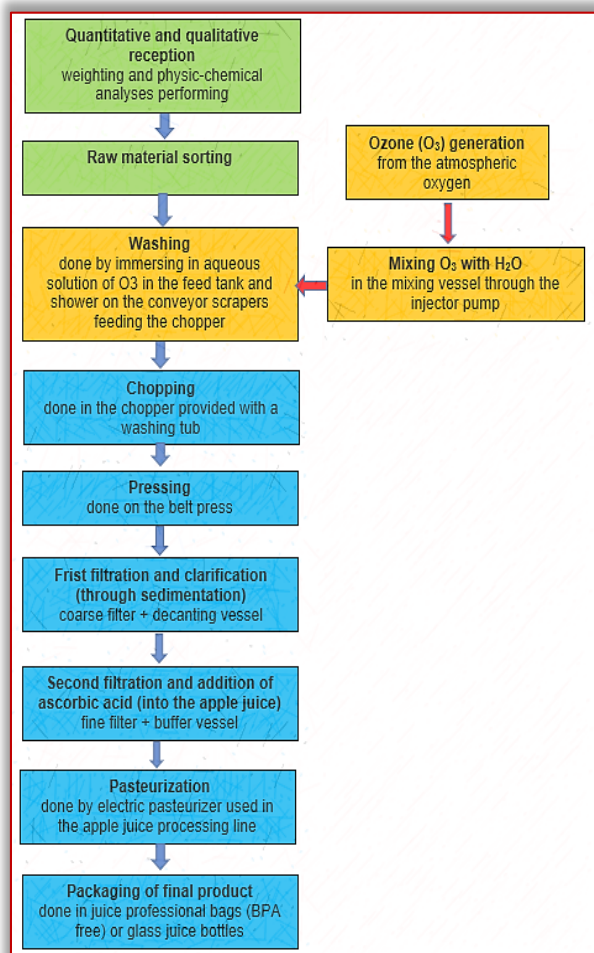 Quantitative and qualitative
reception
weighting and physic-chemical
analyses performing
Raw material sorting
Ozone (O₃) generation
from the atmospheric
oxygen
Washing
done by immersing in aqueous
solution of O3 in the feed tank and
shower on the conveyor scrapers
feeding the chopper
Mixing O₃ with H₂O
in the mixing vessel through the
injector pump
Chopping
done in the chopper provided with a
washing tub
Pressing
done on the belt press
Frist filtration and clarification
(through sedimentation)
coarse filter + decanting vessel
Second filtration and addition of
ascorbic acid (into the apple juice)
fine filter + buffer vessel
Pasteurization
done by electric pasteurizer used in
the apple juice processing line
Packaging of final product
done in juice professional bags (BPA
free) or glass juice bottles